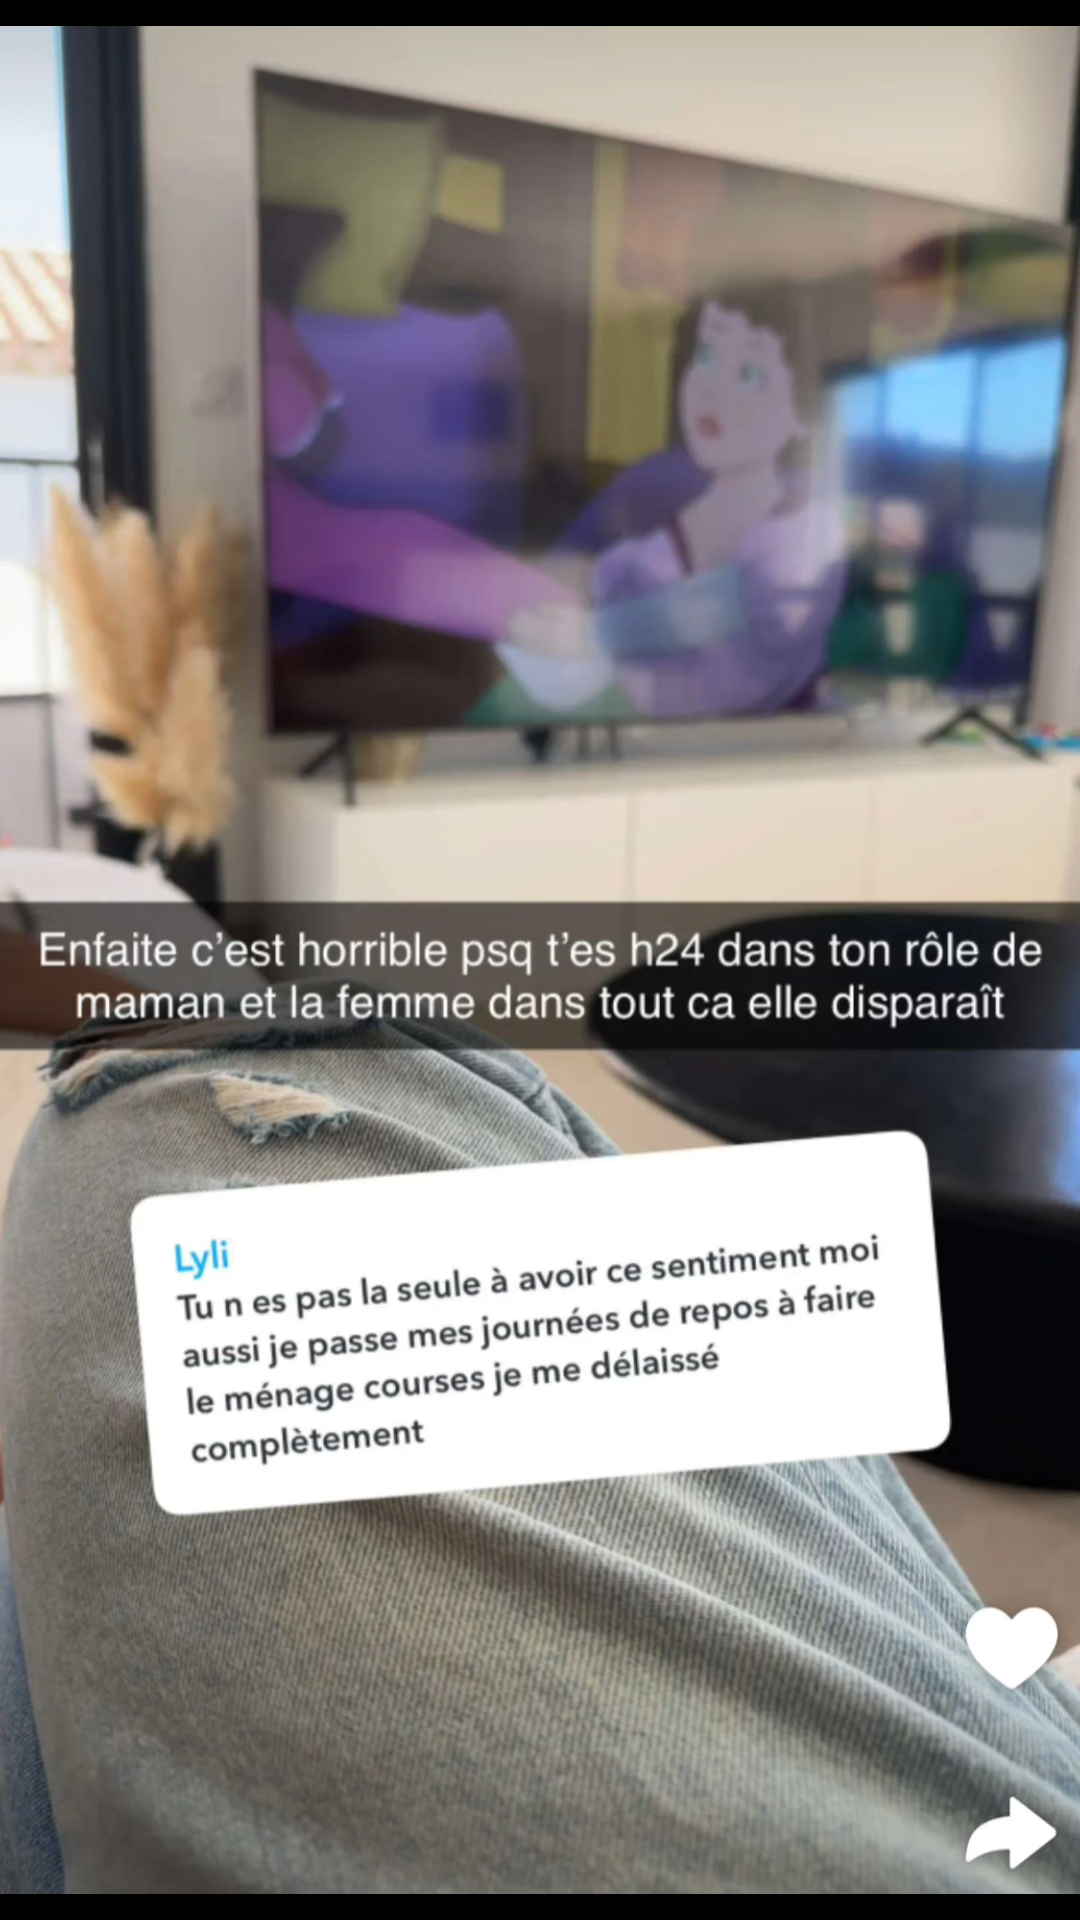 Enfaite c’est horrible psq t’es h24 dans ton rôle de
maman et la femme dans tout ca elle disparaît
Lyli
Tu n es pas la seule à avoir ce sentiment moi
aussi je passe mes journées de repos à faire
le ménage courses je me délaissé
complètement